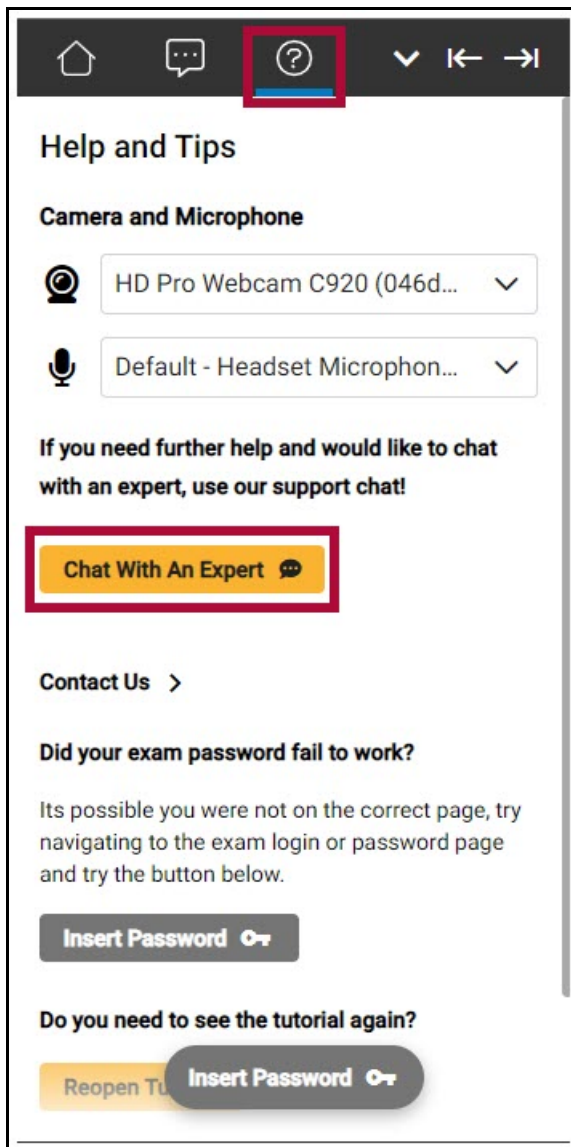 Help and Tips
Camera and Microphone
HD Pro Webcam C920 (046d...
Default - Headset Microphon...
If you need further help and would like to chat
with an expert, use our support chat!
Chat With An Expert
Contact Us >
Did your exam password fail to work?
Its possible you were not on the correct page, try
navigating to the exam login or password page
and try the button below.
Insert Password
Do you need to see the tutorial again?
Reopen
Insert Password